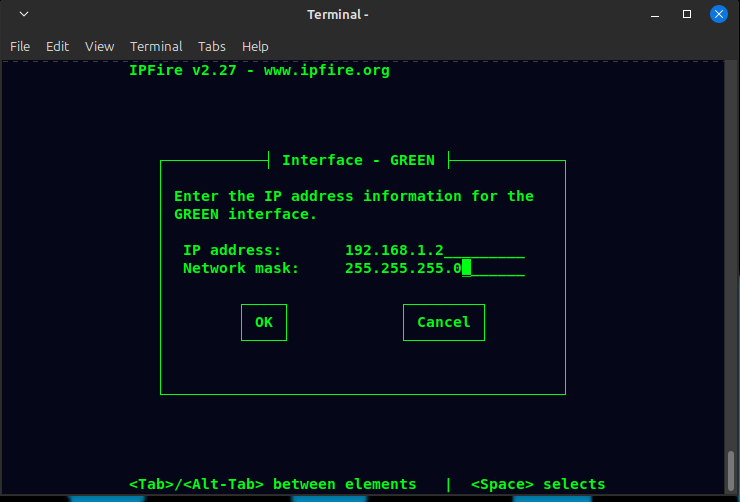 Terminal -
File Edit View Terminal Tabs Help
IPFire v2.27 - www.ipfire.org
Interface - GREEN
Enter the IP address information for the
GREEN interface.
IP address: 192.168.1.2_________
Network mask: 255.255.255.0_______
OK Cancel
<Tab>/<Alt-Tab> between elements | <Space> selects